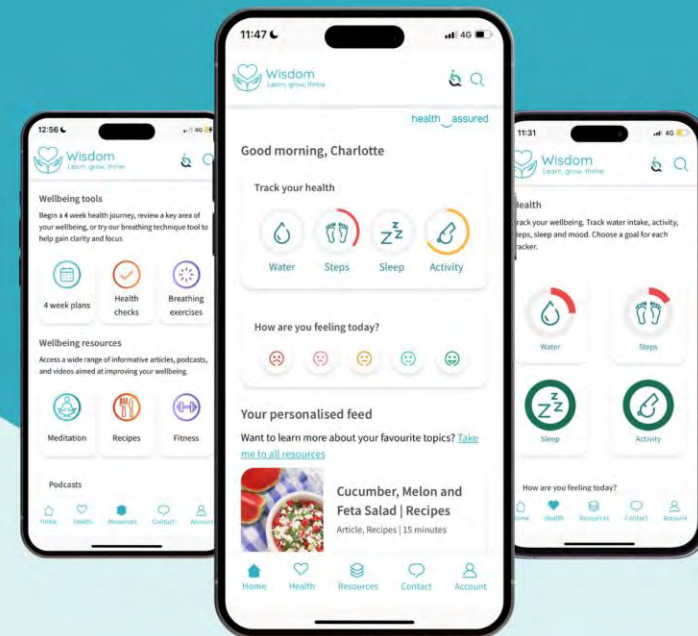 12:56
4G
Wisdom
Learn, grow, thrive
Wellbeing tools
Begin a 4 week health journey, review a key area of
your wellbeing, or try our breathing technique tool to
help gain clarity and focus
4 week plans
Health
checks
Breathing
exercises
Wellbeing resources
Access a wide range of informative articles, podcasts,
and videos aimed at improving your wellbeing.
Meditation
Recipes
Fitness
Podcasts
Home
Health
Resources
Contact
Account
11:47
4G
Wisdom
Learn, grow, thrive
health assured
Good morning, Charlotte
Track your health
Water
Steps
Sleep
Activity
How are you feeling today?
Your personalised feed
Want to learn more about your favourite topics? Take
me to all resources
Cucumber, Melon and
Feta Salad | Recipes
Article, Recipes | 15 minutes
Home
Health
Resources
Contact
Account
11:31
4G
Wisdom
Learn, grow, thrive
ealth
rack your wellbeing. Track water intake, activity,
teps, sleep and mood. Choose a goal for each
racker.
Water
Steps
Sleep
Activity
How are you feeling today?
ome
Health
Resources
Contact
Account